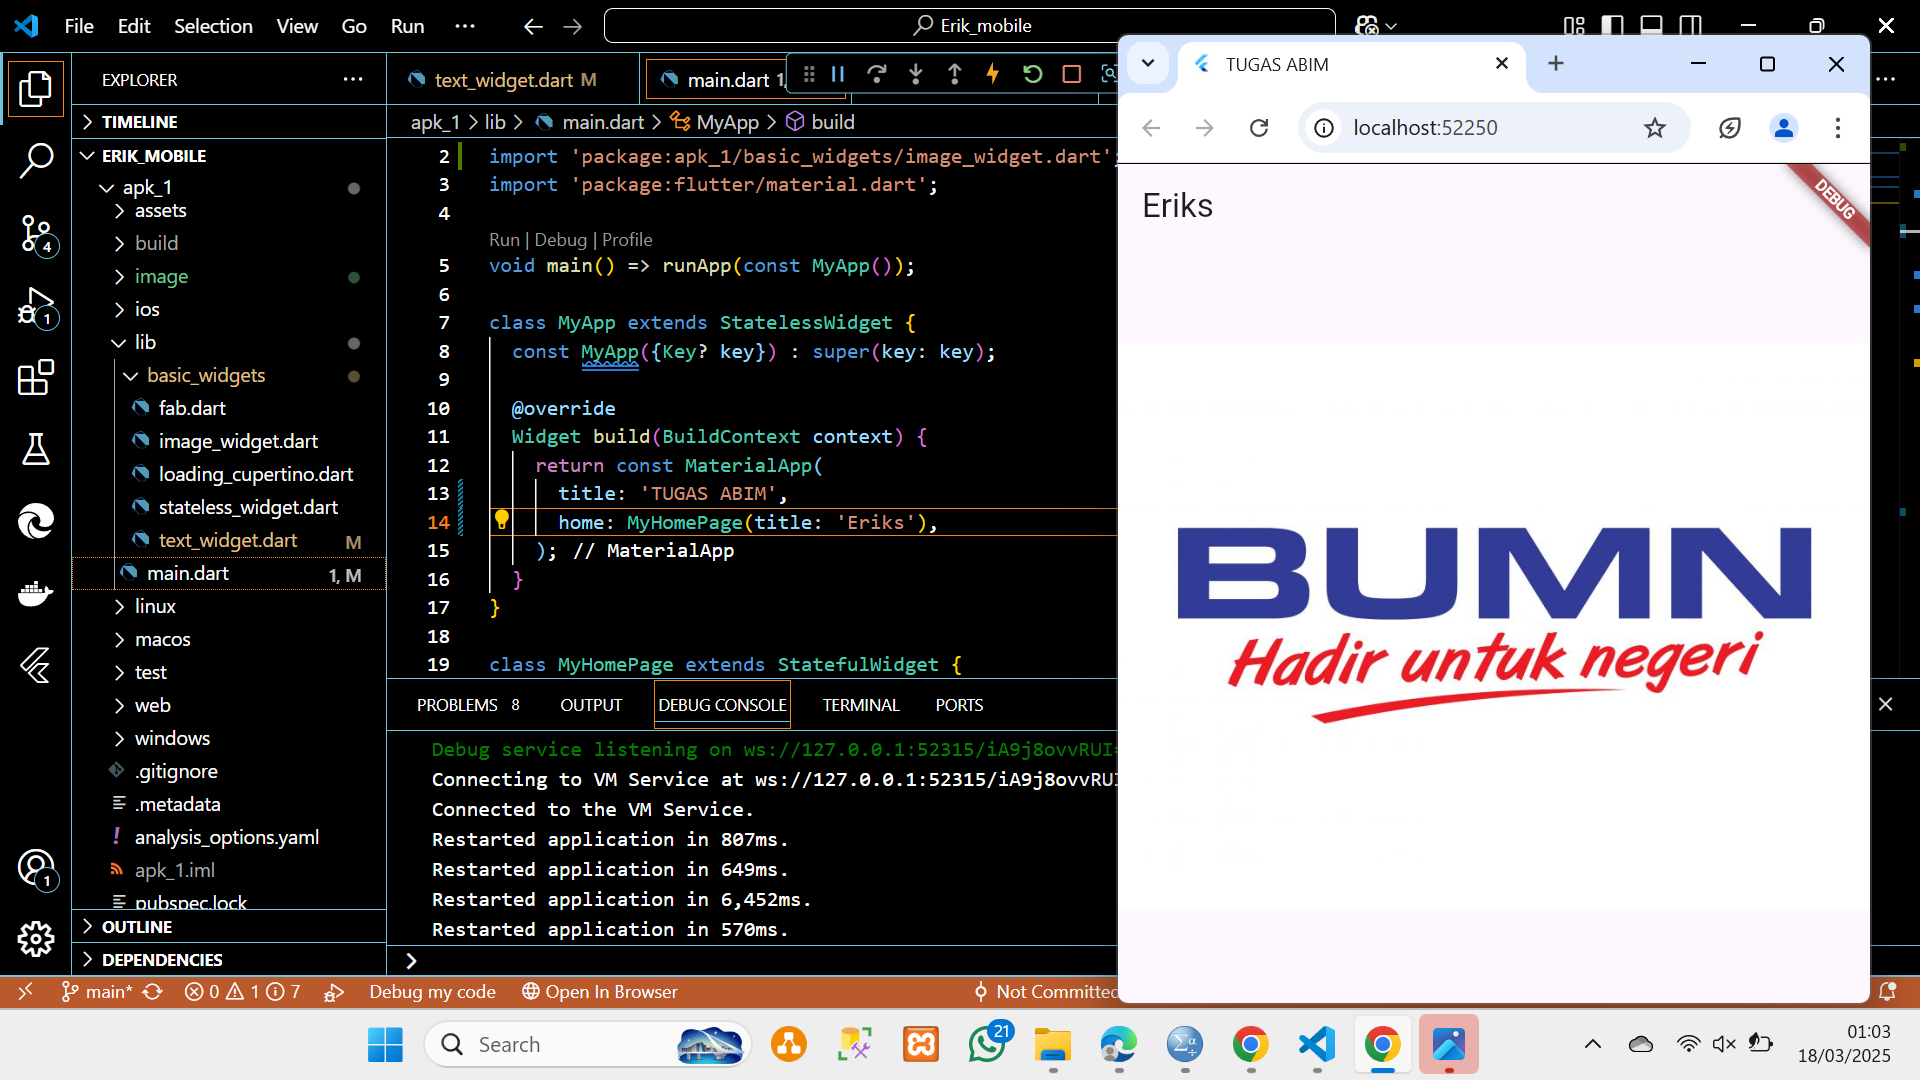 File Edit Selection View Go Run ··· Erik_mobile
EXPLORER ···
TIMELINE
ERIK_MOBILE
apk_1
assets
build
image
ios
lib
basic_widgets
fab.dart
image_widget.dart
loading_cupertino.dart
stateless_widget.dart
text_widget.dart M
main.dart 1, M
linux
macos
test
web
windows
.gitignore
.metadata
analysis_options.yaml
apk_1.iml
pubspec.lock
OUTLINE
DEPENDENCIES
4
1
1
text_widget.dart M main.dart 1
apk_1 > lib > main.dart > MyApp > build
2 import 'package:apk_1/basic_widgets/image_widget.dart';
3 import 'package:flutter/material.dart';
4
Run | Debug | Profile
5 void main() => runApp(const MyApp());
6
7 class MyApp extends StatelessWidget {
8 const MyApp({Key? key}) : super(key: key);
9
10 @override
11 Widget build(BuildContext context) {
12 return const MaterialApp(
13 title: 'TUGAS ABIM',
14 home: MyHomePage(title: 'Eriks'),
15 ); // MaterialApp
16 }
17 }
18
19 class MyHomePage extends StatefulWidget {
PROBLEMS 8 OUTPUT DEBUG CONSOLE TERMINAL PORTS
Debug service listening on ws://127.0.0.1:52315/iA9j8ovvRUI=
Connecting to VM Service at ws://127.0.0.1:52315/iA9j8ovvRUI
Connected to the VM Service.
Restarted application in 807ms.
Restarted application in 649ms.
Restarted application in 6,452ms.
Restarted application in 570ms.
>
TUGAS ABIM
localhost:52250
Eriks
DEBUG
BUMN
Hadir untuk negeri
main* 0 1 7 Debug my code Open In Browser Not Committed
Search
21
01:03
18/03/2025